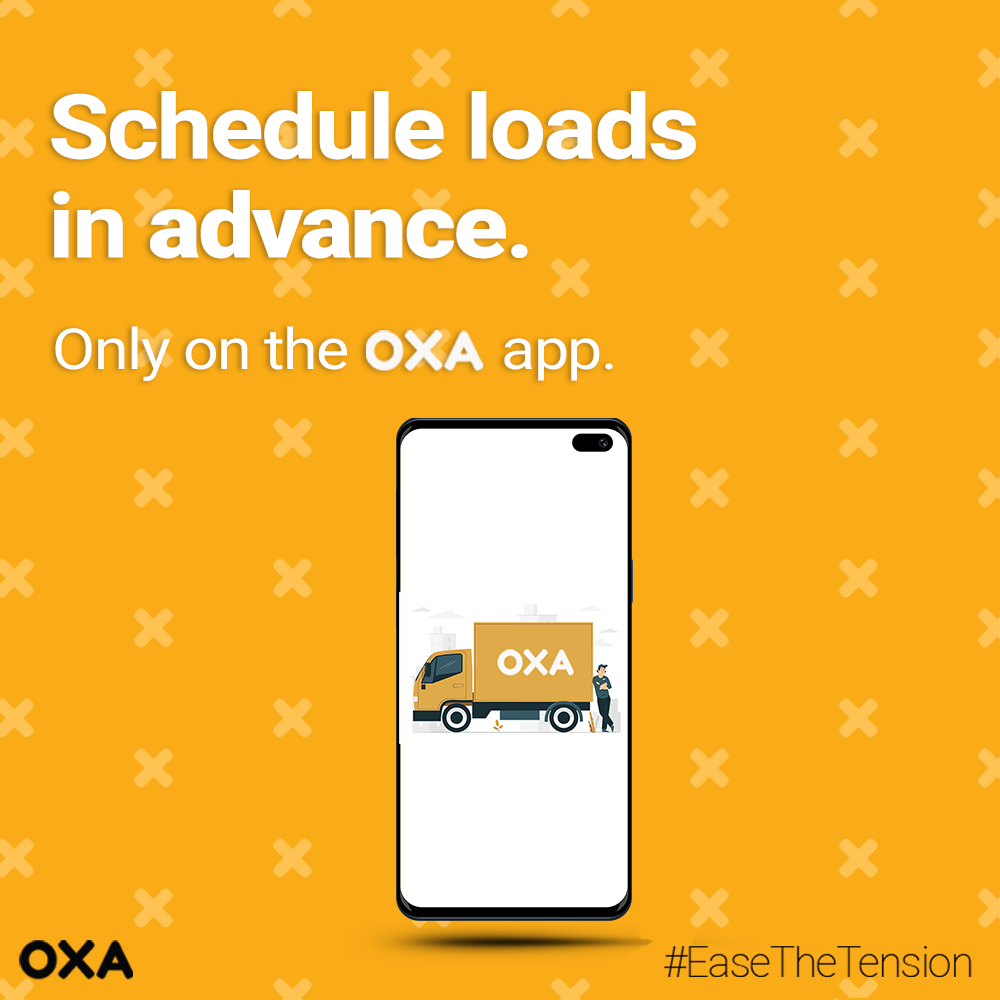 Schedule loads
in advance.
Only on the OXA app.
OXA
OXA
#EaseTheTension